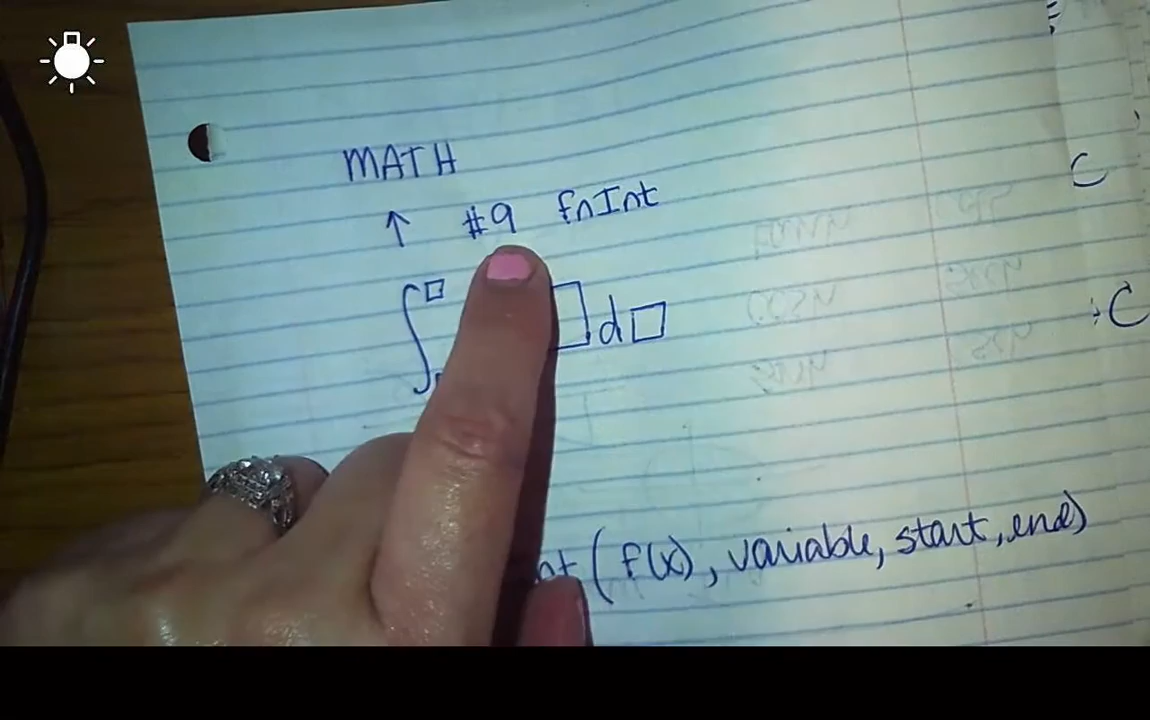 MATH
↑ #9 fnInt
∫□ □d□
(f(x), variable, start, end)
C
C